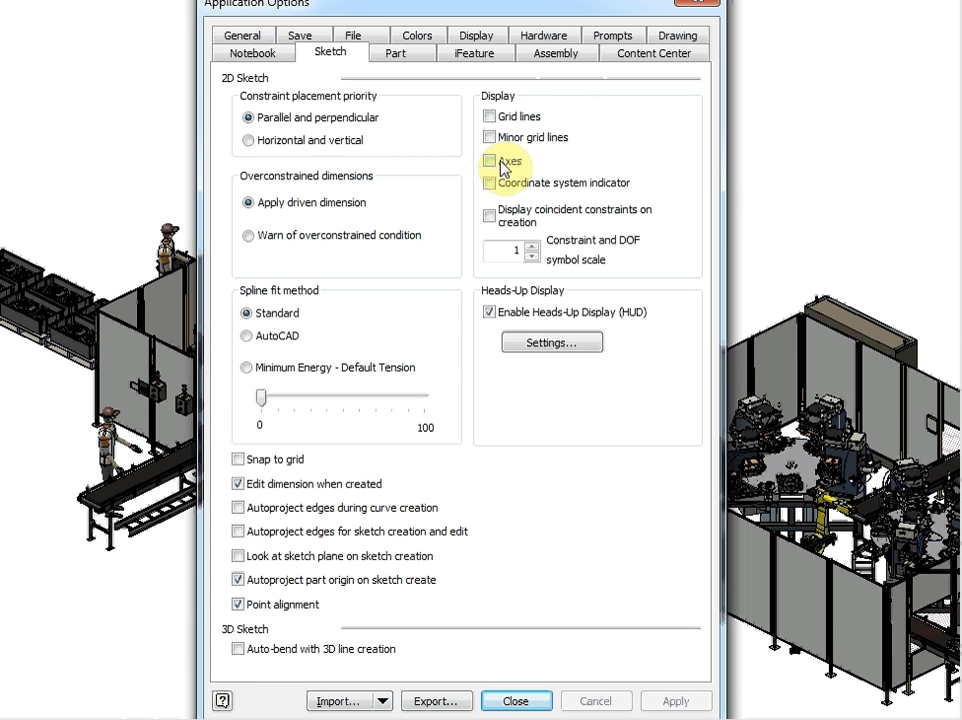 Application Options
General Save File Colors Display Hardware Prompts Drawing
Notebook Sketch Part iFeature Assembly Content Center
2D Sketch
Constraint placement priority
Parallel and perpendicular
Horizontal and vertical
Overconstrained dimensions
Apply driven dimension
Warn of overconstrained condition
Spline fit method
Standard
AutoCAD
Minimum Energy - Default Tension
0 100
Display
Grid lines
Minor grid lines
Axes
Coordinate system indicator
Display coincident constraints on
creation
1 Constraint and DOF
symbol scale
Heads-Up Display
Enable Heads-Up Display (HUD)
Settings...
Snap to grid
Edit dimension when created
Autoproject edges during curve creation
Autoproject edges for sketch creation and edit
Look at sketch plane on sketch creation
Autoproject part origin on sketch create
Point alignment
3D Sketch
Auto-bend with 3D line creation
? Import... Export... Close Cancel Apply